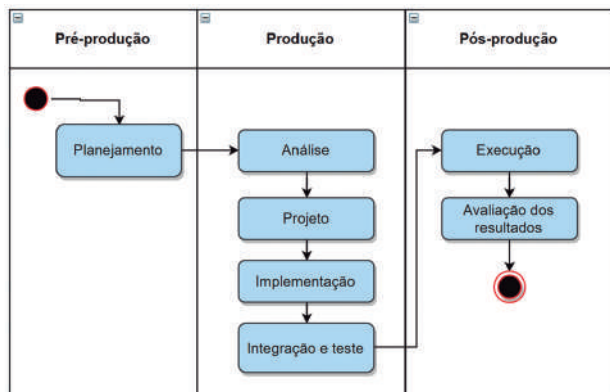 Pré-produção
Produção
Pós-produção
Planejamento
Análise
Projeto
Implementação
Integração e teste
Execução
Avaliação dos
resultados